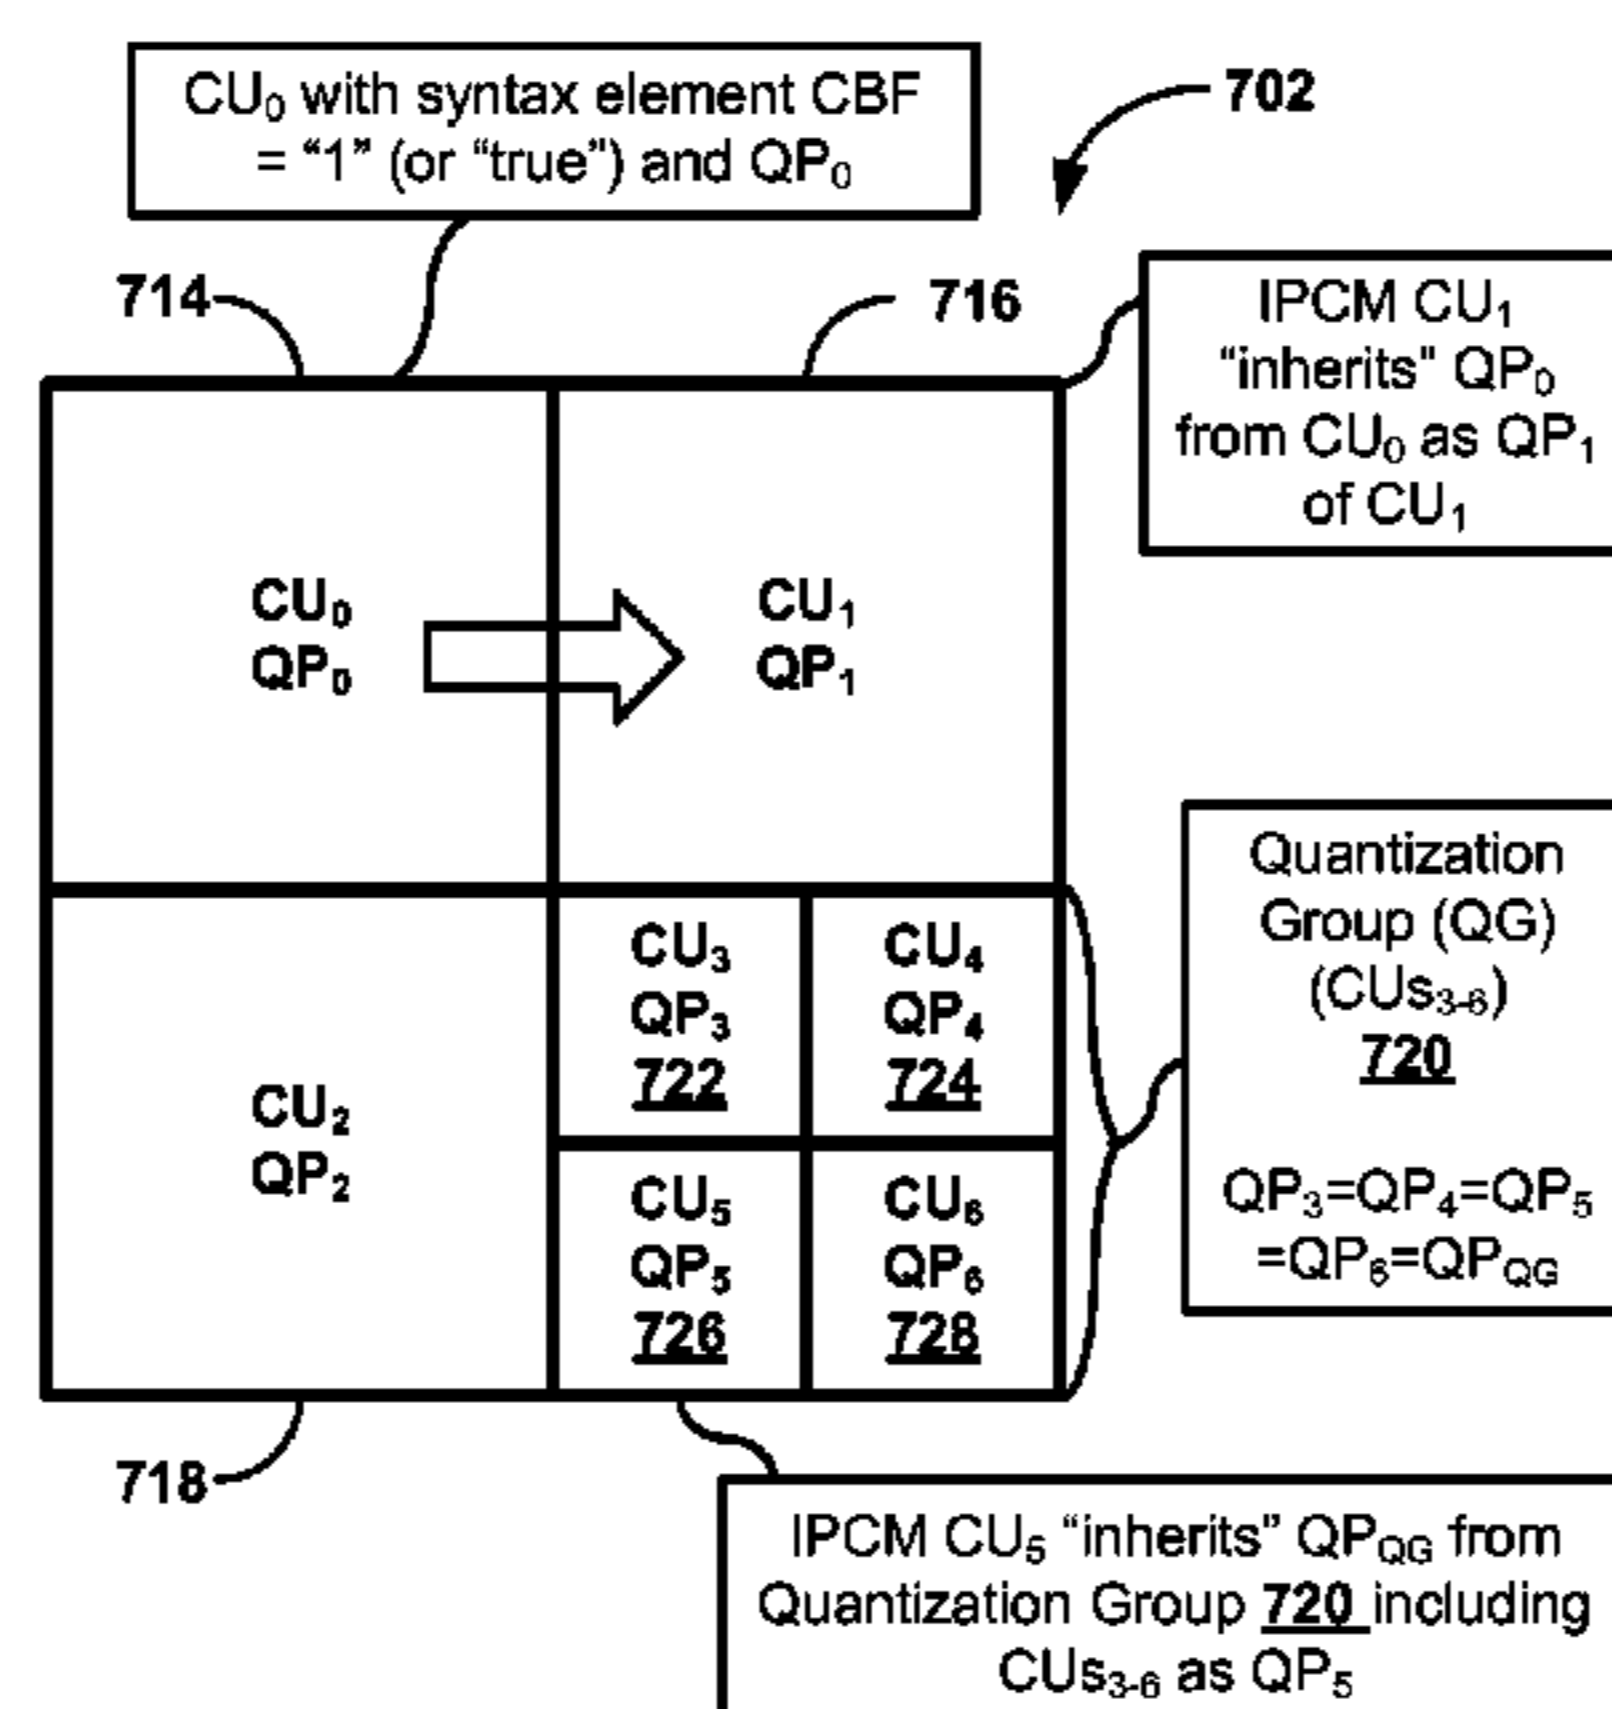 CU₀ with syntax element CBF
= “1” (or “true”) and QP₀
702
714
716
IPCM CU₁
“inherits” QP₀
from CU₀ as QP₁
of CU₁
CU₀
QP₀
CU₁
QP₁
Quantization
Group (QG)
(CUs₃₋₆)
720
QP₃=QP₄=QP₅
=QP₆=QP_QG
CU₂
QP₂
CU₃
QP₃
722
CU₄
QP₄
724
CU₅
QP₅
726
CU₆
QP₆
728
718
IPCM CU₅ “inherits” QP_QG from
Quantization Group 720 including
CUs₃₋₆ as QP₅